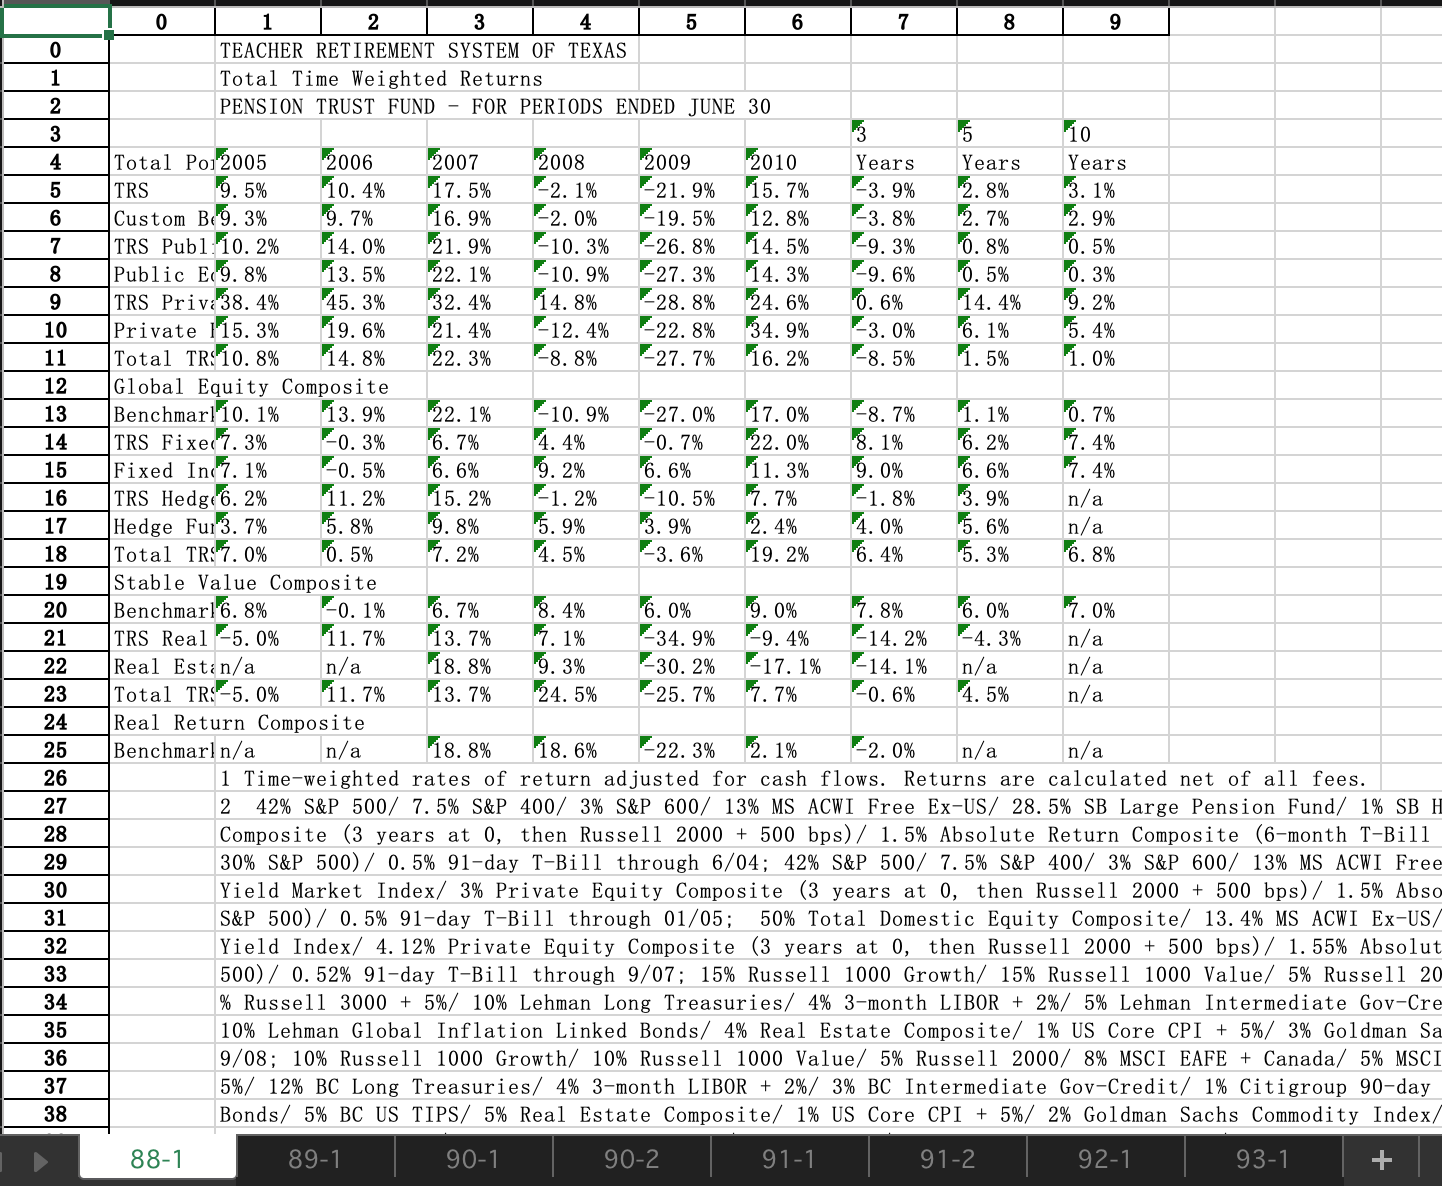 0 1 2 3 4 5 6 7 8 9
0 TEACHER RETIREMENT SYSTEM OF TEXAS
1 Total Time Weighted Returns
2 PENSION TRUST FUND - FOR PERIODS ENDED JUNE 30
3 3 5 10
4 Total 2005 2006 2007 2008 2009 2010 Years Years Years
5 TRS 9.5% 10.4% 17.5% -2.1% -21.9% 15.7% -3.9% 2.8% 3.1%
6 Custom 9.3% 9.7% 16.9% -2.0% -19.5% 12.8% -3.8% 2.7% 2.9%
7 TRS Publ 10.2% 14.0% 21.9% -10.3% -26.8% 14.5% -9.3% 0.8% 0.5%
8 Public 9.8% 13.5% 22.1% -10.9% -27.3% 14.3% -9.6% 0.5% 0.3%
9 TRS Priv 38.4% 45.3% 32.4% 14.8% -28.8% 24.6% 0.6% 14.4% 9.2%
10 Private 15.3% 19.6% 21.4% -12.4% -22.8% 34.9% -3.0% 6.1% 5.4%
11 Total TRS 10.8% 14.8% 22.3% -8.8% -27.7% 16.2% -8.5% 1.5% 1.0%
12 Global Equity Composite
13 Benchmark 10.1% 13.9% 22.1% -10.9% -27.0% 17.0% -8.7% 1.1% 0.7%
14 TRS Fixe 7.3% -0.3% 6.7% 4.4% -0.7% 22.0% 8.1% 6.2% 7.4%
15 Fixed In 7.1% -0.5% 6.6% 9.2% 6.6% 11.3% 9.0% 6.6% 7.4%
16 TRS Hedg 6.2% 11.2% 15.2% -1.2% -10.5% 7.7% -1.8% 3.9% n/a
17 Hedge Fu 3.7% 5.8% 9.8% 5.9% 3.9% 2.4% 4.0% 5.6% n/a
18 Total TRS 7.0% 0.5% 7.2% 4.5% -3.6% 19.2% 6.4% 5.3% 6.8%
19 Stable Value Composite
20 Benchmark 6.8% -0.1% 6.7% 8.4% 6.0% 9.0% 7.8% 6.0% 7.0%
21 TRS Real -5.0% 11.7% 13.7% 7.1% -34.9% -9.4% -14.2% -4.3% n/a
22 Real Esta n/a n/a 18.8% 9.3% -30.2% -17.1% -14.1% n/a n/a
23 Total TRS -5.0% 11.7% 13.7% 24.5% -25.7% 7.7% -0.6% 4.5% n/a
24 Real Return Composite
25 Benchmark n/a n/a 18.8% 18.6% -22.3% 2.1% -2.0% n/a n/a
26 1 Time-weighted rates of return adjusted for cash flows. Returns are calculated net of all fees.
27 2 42% S&P 500/ 7.5% S&P 400/ 3% S&P 600/ 13% MS ACWI Free Ex-US/ 28.5% SB Large Pension Fund/ 1% SB H
28 Composite (3 years at 0, then Russell 2000 + 500 bps)/ 1.5% Absolute Return Composite (6-month T-Bill
29 30% S&P 500)/ 0.5% 91-day T-Bill through 6/04; 42% S&P 500/ 7.5% S&P 400/ 3% S&P 600/ 13% MS ACWI Free
30 Yield Market Index/ 3% Private Equity Composite (3 years at 0, then Russell 2000 + 500 bps)/ 1.5% Abso
31 S&P 500)/ 0.5% 91-day T-Bill through 01/05; 50% Total Domestic Equity Composite/ 13.4% MS ACWI Ex-US/
32 Yield Index/ 4.12% Private Equity Composite (3 years at 0, then Russell 2000 + 500 bps)/ 1.55% Absolut
33 500)/ 0.52% 91-day T-Bill through 9/07; 15% Russell 1000 Growth/ 15% Russell 1000 Value/ 5% Russell 20
34 % Russell 3000 + 5%/ 10% Lehman Long Treasuries/ 4% 3-month LIBOR + 2%/ 5% Lehman Intermediate Gov-Cre
35 10% Lehman Global Inflation Linked Bonds/ 4% Real Estate Composite/ 1% US Core CPI + 5%/ 3% Goldman Sa
36 9/08; 10% Russell 1000 Growth/ 10% Russell 1000 Value/ 5% Russell 2000/ 8% MSCI EAFE + Canada/ 5% MSCI
37 5%/ 12% BC Long Treasuries/ 4% 3-month LIBOR + 2%/ 3% BC Intermediate Gov-Credit/ 1% Citigroup 90-day
38 Bonds/ 5% BC US TIPS/ 5% Real Estate Composite/ 1% US Core CPI + 5%/ 2% Goldman Sachs Commodity Index/
88-1 89-1 90-1 90-2 91-1 91-2 92-1 93-1 +